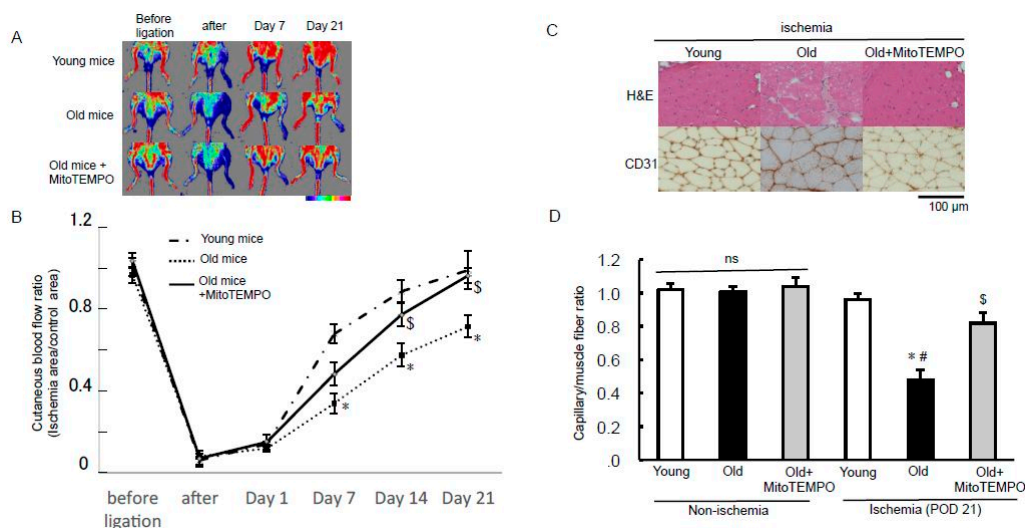 A
Before
ligation
after
Day 7
Day 21
Young mice
Old mice
Old mice +
MitoTEMPO
B
1.2
0.8
0.4
0
Cutaneous blood flow ratio
(Ischemia area/control area)
Young mice
Old mice
Old mice
+MitoTEMPO
$
$
*
*
*
before
ligation
after
Day 1
Day 7
Day 14
Day 21
C
ischemia
Young
Old
Old+MitoTEMPO
H&E
CD31
100 µm
D
Capillary/muscle fiber ratio
1.2
1.0
0.8
0.6
0.4
0.2
.0
ns
* #
$
Young
Old
Old+
MitoTEMPO
Young
Old
Old+
MitoTEMPO
Non-ischemia
Ischemia (POD 21)